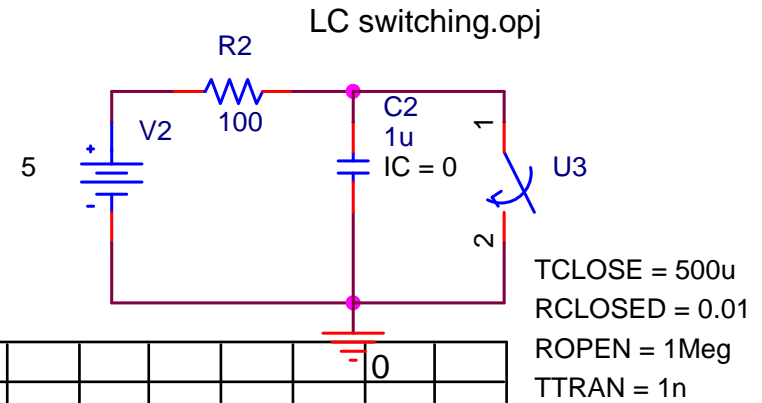 LC switching.opj
R2
100
V2
+
-
5
C2
1u
IC = 0
1
2
U3
TCLOSE = 500u
RCLOSED = 0.01
ROPEN = 1Meg
TTRAN = 1n
0